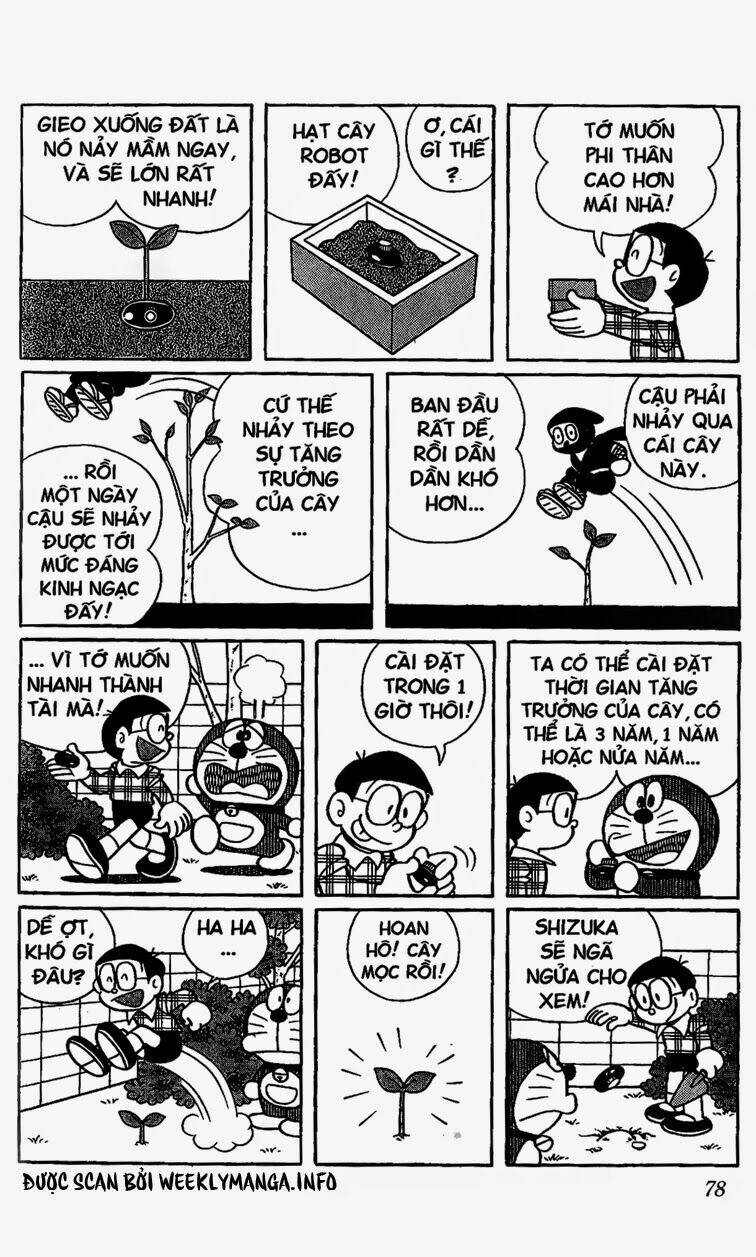 TỚ MUỐN
PHI THÂN
CAO HƠN
MÁI NHÀ!
Ơ, CÁI
GÌ THẾ
?
HẠT CÂY
ROBOT
ĐẤY!
GIEO XUỐNG ĐẤT LÀ
NÓ NẢY MẦM NGAY,
VÀ SẼ LỚN RẤT
NHANH!
CẬU PHẢI
NHẢY QUA
CÁI CÂY
NÀY.
BAN ĐẦU
RẤT DỄ,
RỒI DẦN
DẦN KHÓ
HƠN...
CỨ THẾ
NHẢY THEO
SỰ TĂNG
TRƯỞNG
CỦA CÂY
...
... RỒI
MỘT NGÀY
CẬU SẼ NHẢY
ĐƯỢC TỚI
MỨC ĐÁNG
KINH NGẠC
ĐẤY!
TA CÓ THỂ CÀI ĐẶT
THỜI GIAN TĂNG
TRƯỞNG CỦA CÂY, CÓ
THỂ LÀ 3 NĂM, 1 NĂM
HOẶC NỬA NĂM...
CÀI ĐẶT
TRONG 1
GIỜ THÔI!
... VÌ TỚ MUỐN
NHANH THÀNH
TÀI MÀ!
SHIZUKA
SẼ NGÃ
NGỬA CHO
XEM!
HOAN
HÔ! CÂY
MỌC RỒI!
HA HA
...
DỄ ỢT,
KHÓ GÌ
ĐÂU?
ĐƯỢC SCAN BỞI WEEKLYMANGA.INFO
78